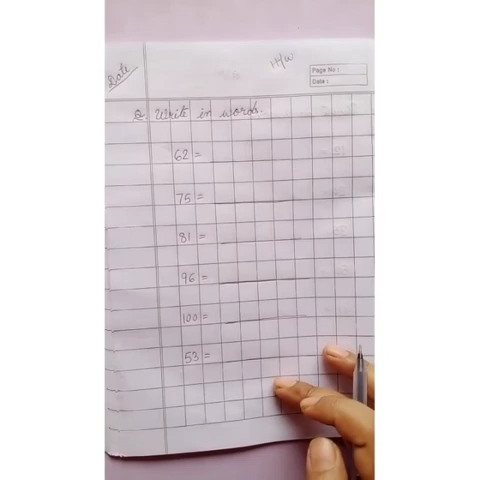 Date
H/W
Page No :
Date :
Q Write in words.
62 =
75 =
81 =
96 =
100 =
53 =